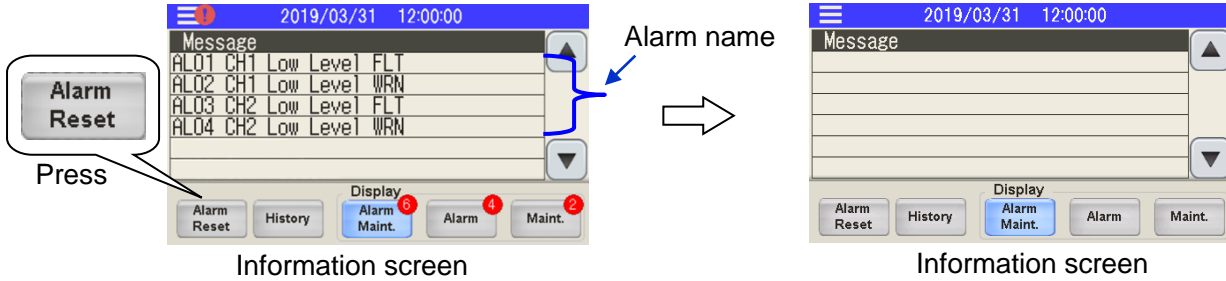 2019/03/31 12:00:00
Message
AL01 CH1 Low Level FLT
AL02 CH1 Low Level WRN
AL03 CH2 Low Level FLT
AL04 CH2 Low Level WRN
Display
Alarm Reset
History
Alarm Maint.
6
Alarm
4
Maint.
2
Information screen
Alarm
Reset
Press
Alarm name
2019/03/31 12:00:00
Message
Display
Alarm Reset
History
Alarm Maint.
Alarm
Maint.
Information screen